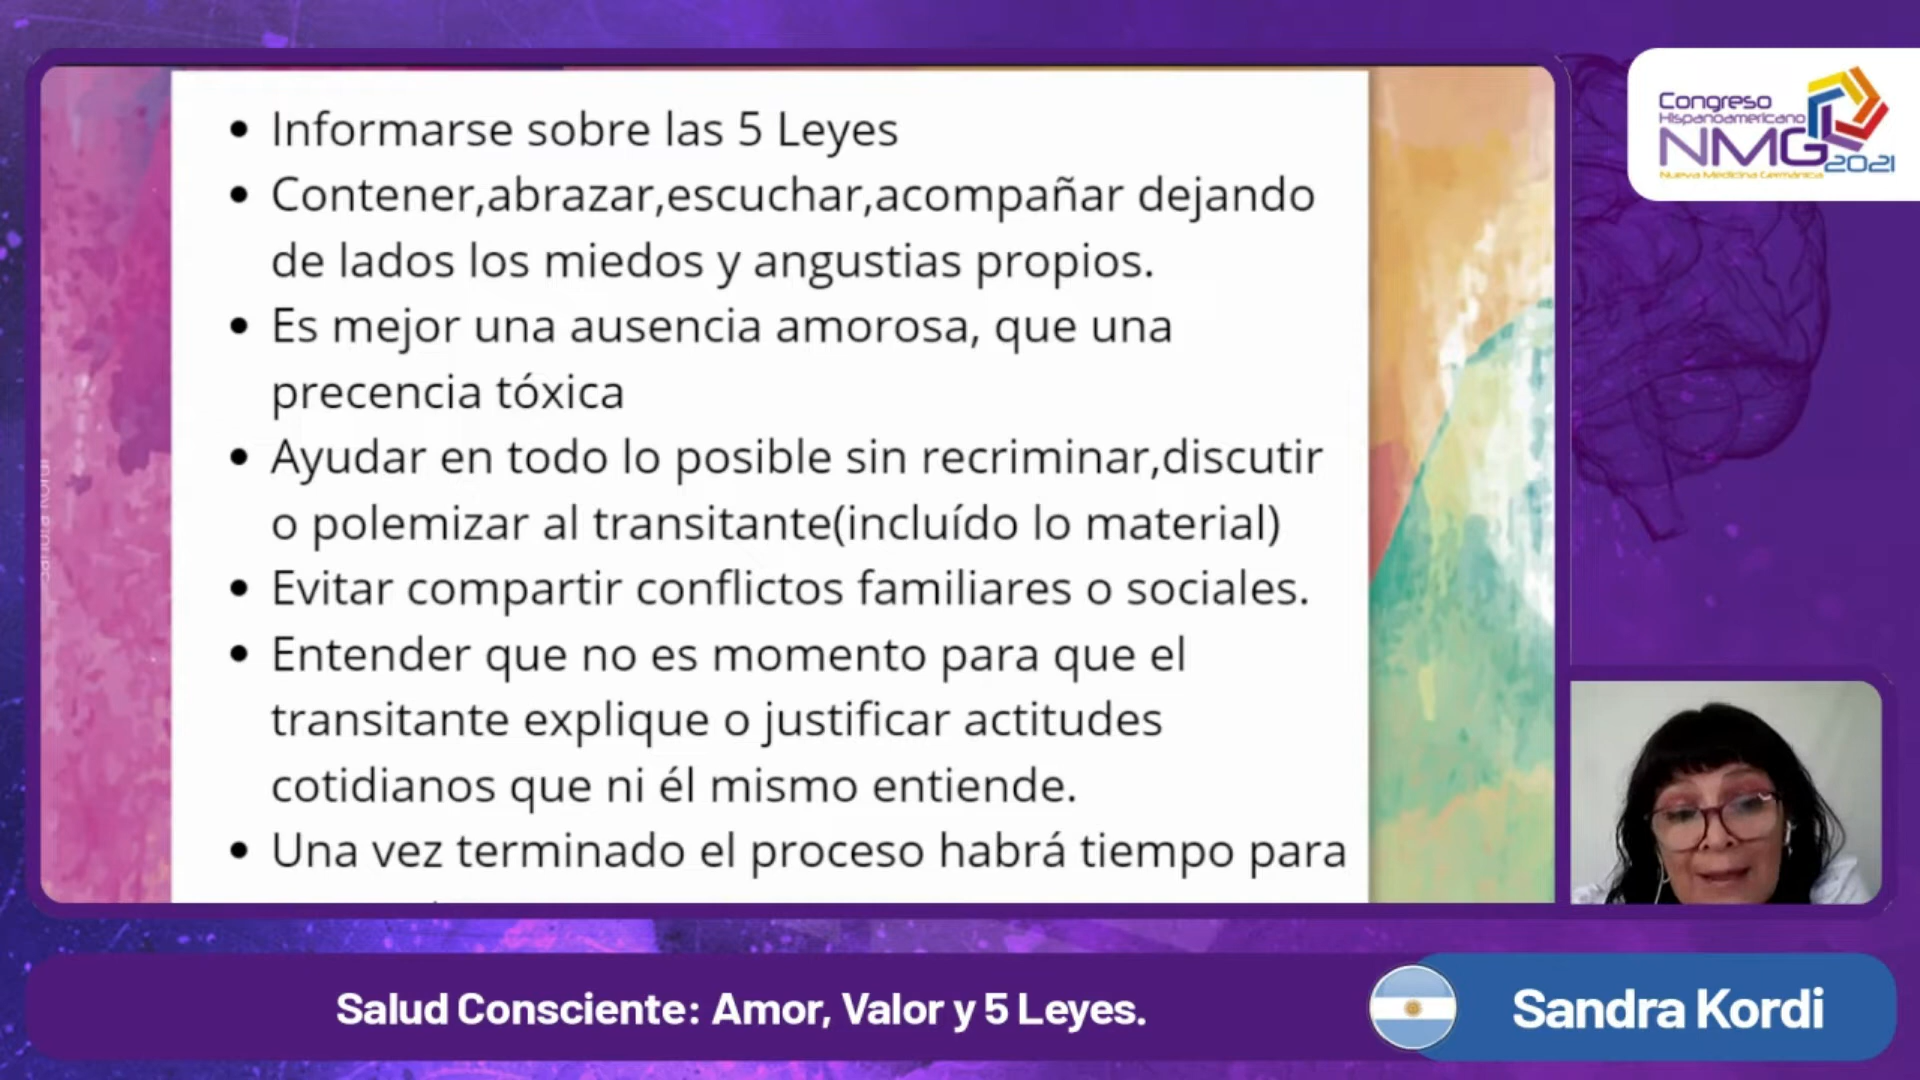 • Informarse sobre las 5 Leyes
• Contener,abrazar,escuchar,acompañar dejando
de lados los miedos y angustias propios.
• Es mejor una ausencia amorosa, que una
precencia tóxica
• Ayudar en todo lo posible sin recriminar,discutir
o polemizar al transitante(incluído lo material)
• Evitar compartir conflictos familiares o sociales.
• Entender que no es momento para que el
transitante explique o justificar actitudes
cotidianos que ni él mismo entiende.
• Una vez terminado el proceso habrá tiempo para
Congreso
Hispanoamericano
NMG 2021
Nueva Medicina Germánica
Salud Consciente: Amor, Valor y 5 Leyes.
Sandra Kordi